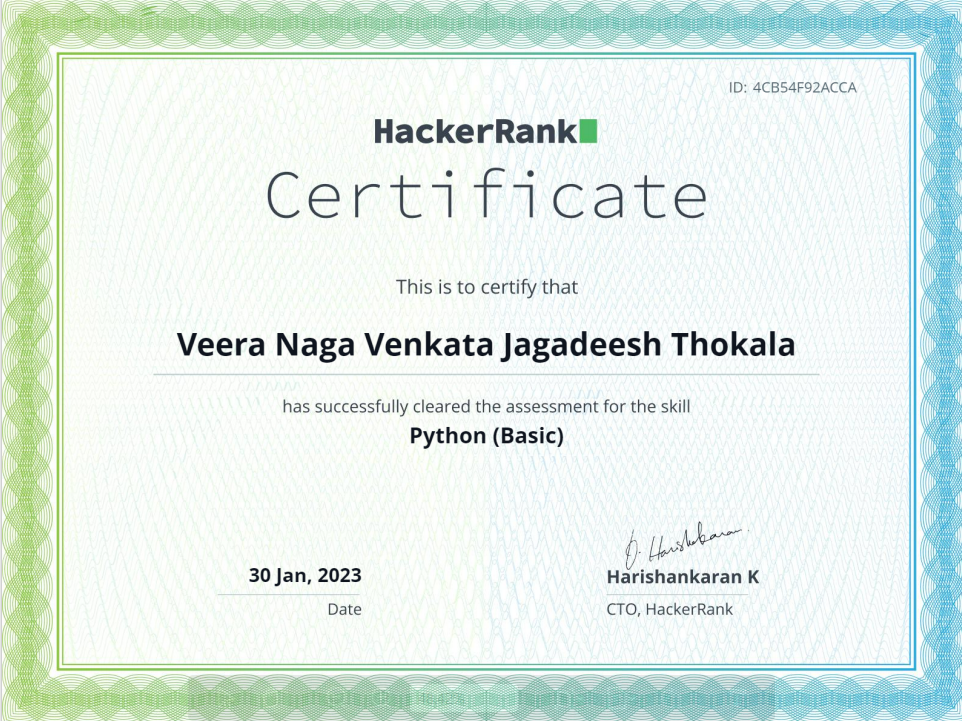 ID: 4CB54F92ACCA
HackerRank
Certificate
This is to certify that
Veera Naga Venkata Jagadeesh Thokala
has successfully cleared the assessment for the skill
Python (Basic)
30 Jan, 2023
Date
Harishankaran K
CTO, HackerRank